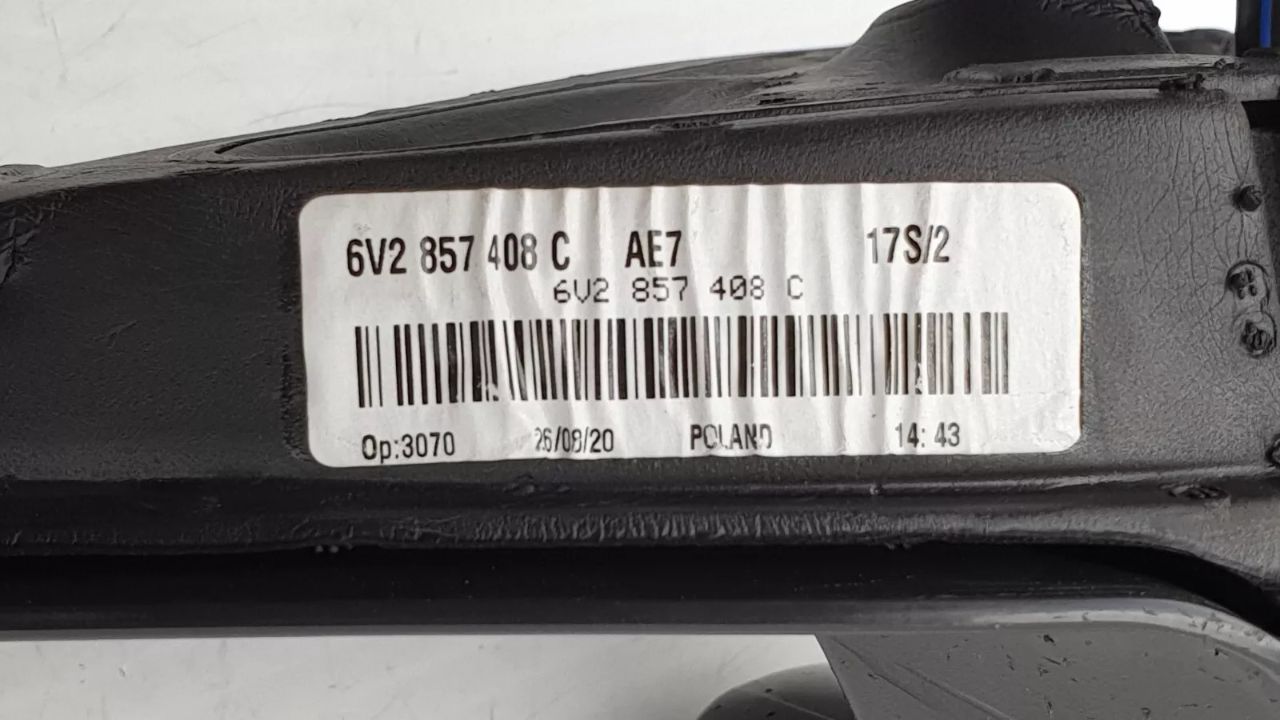 6V2 857 408 C AE7 17S/2
6V2 857 408 C
Op:3070 26/08/20 POLAND 14: 43